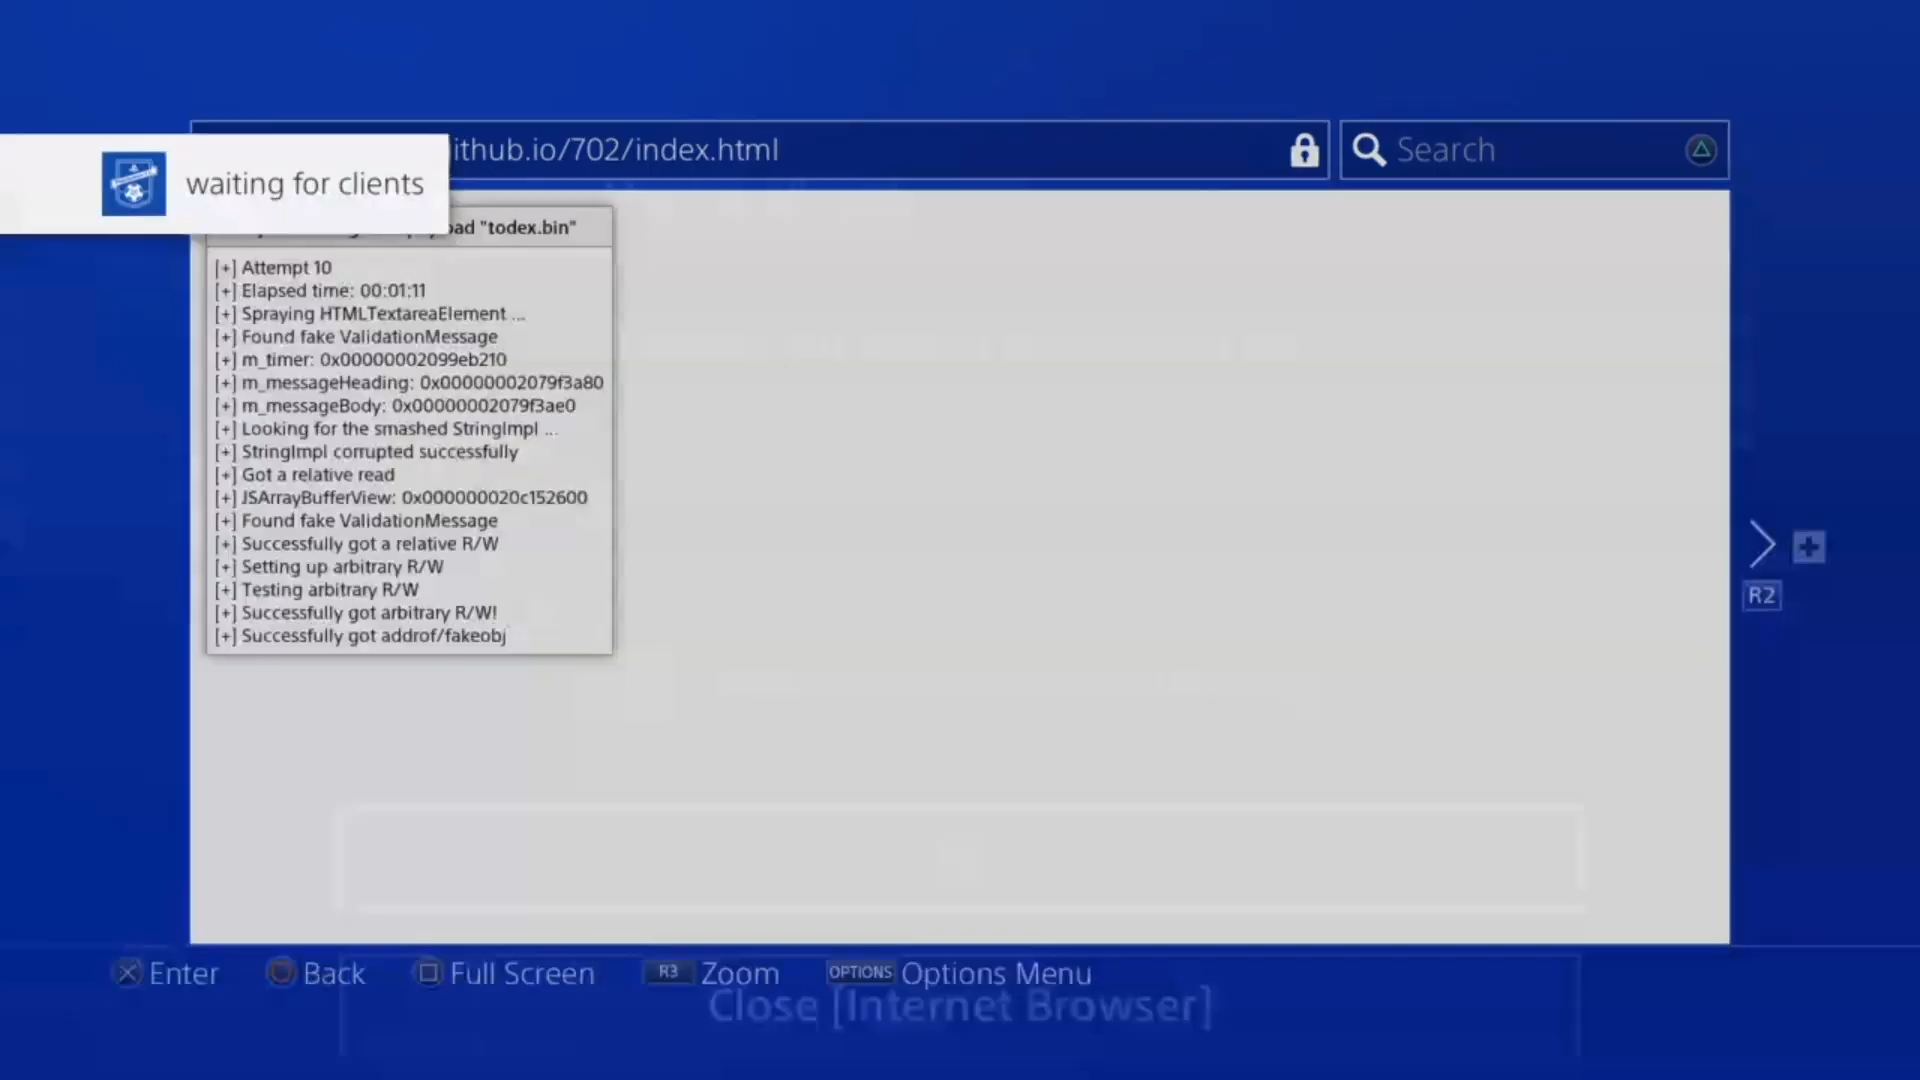 ithub.io/702/index.html
Search
waiting for clients
"todex.bin"
[+] Attempt 10
[+] Elapsed time: 00:01:11
[+] Spraying HTMLTextareaElement ...
[+] Found fake ValidationMessage
[+] m_timer: 0x00000002099eb210
[+] m_messageHeading: 0x00000002079f3a80
[+] m_messageBody: 0x00000002079f3ae0
[+] Looking for the smashed StringImpl ...
[+] StringImpl corrupted successfully
[+] Got a relative read
[+] JSArrayBufferView: 0x000000020c152600
[+] Found fake ValidationMessage
[+] Successfully got a relative R/W
[+] Setting up arbitrary R/W
[+] Testing arbitrary R/W
[+] Successfully got arbitrary R/W!
[+] Successfully got addrof/fakeobj
R2
Enter Back Full Screen R3 Zoom OPTIONS Options Menu
Close [Internet Browser]